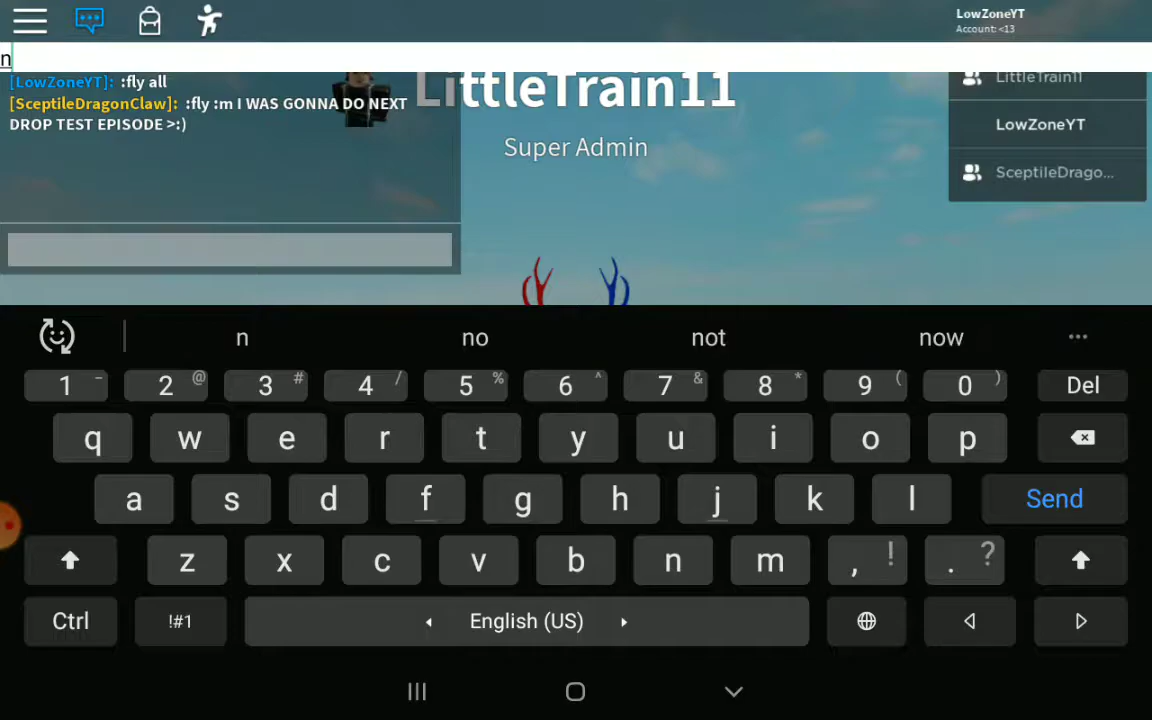 LowZoneYT
Account: <13
n
[LowZoneYT]: :fly all
[SceptileDragonClaw]: :fly :m I WAS GONNA DO NEXT
DROP TEST EPISODE >:)
LittleTrain11
Super Admin
LittleTrain11
LowZoneYT
SceptileDrago...
n no not now ...
1 - 2 @ 3 # 4 / 5 % 6 ^ 7 & 8 * 9 ( 0 ) Del
q w e r t y u i o p
a s d f g h j k l Send
z x c v b n m , ! . ?
Ctrl !#1 English (US)